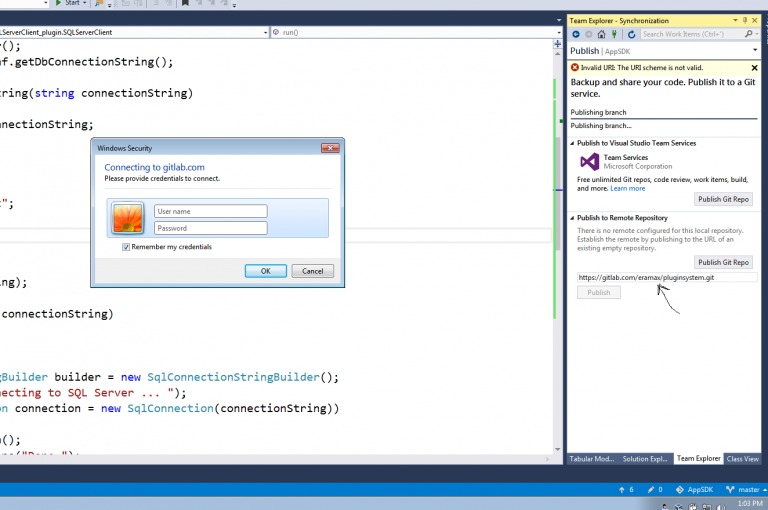 Start
SQLServerClient_plugin.SQLServerClient
run()
Team Explorer - Synchronization
Search Work Items (Ctrl+')
Publish | AppSDK
Invalid URI: The URI scheme is not valid.
Backup and share your code. Publish it to a Git
service.
Publishing branch
Publishing branch...
Publish to Visual Studio Team Services
Team Services
Microsoft Corporation
Free unlimited Git repos, code review, work items, build,
and more. Learn more
Publish Git Repo
Publish to Remote Repository
There is no remote configured for this local repository.
Establish the remote by publishing to the URL of an
existing empty repository.
Publish Git Repo
https://gitlab.com/eramax/pluginsystem.git
Publish
Tabular Mod... Solution Expl... Team Explorer Class View
();
f.getDbConnectionString();
tring(string connectionString)
nnectionString;
";
ng);
connectionString)
gBuilder builder = new SqlConnectionStringBuilder();
necting to SQL Server ... ");
on connection = new SqlConnection(connectionString))
();
Windows Security
Connecting to gitlab.com
Please provide credentials to connect.
User name
Password
Remember my credentials
OK Cancel
6 0 AppSDK master
1:03 PM